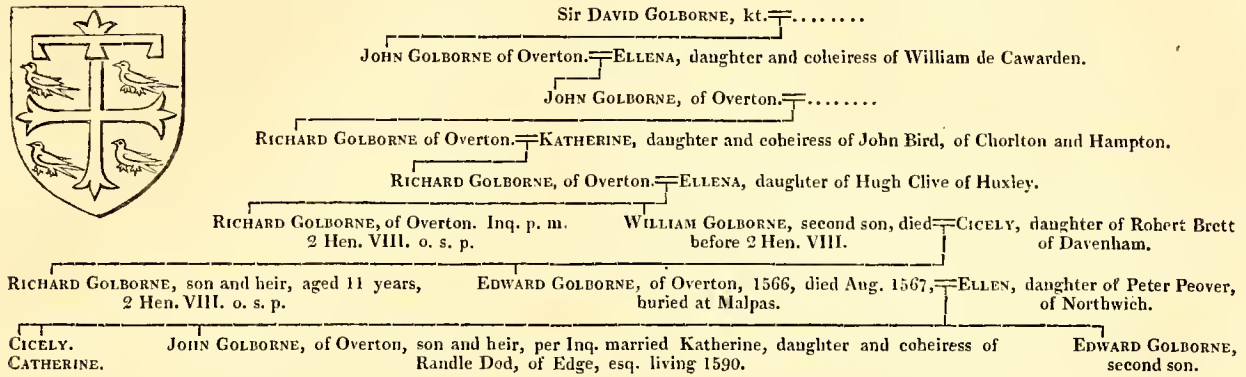 Sir DAVID GOLBORNE, kt.=........
JOHN GOLBORNE of Overton.=ELLENA, daughter and coheiress of William de Cawarden.
JOHN GOLBORNE, of Overton.=........
RICHARD GOLBORNE of Overton.=KATHERINE, daughter and coheiress of John Bird, of Chorlton and Hampton.
RICHARD GOLBORNE, of Overton.=ELLENA, daughter of Hugh Clive of Huxley.
RICHARD GOLBORNE, of Overton. Inq. p. m.
2 Hen. VIII. o. s. p.
WILLIAM GOLBORNE, second son, died=CICELY, daughter of Robert Brett
before 2 Hen. VIII.
of Davenham.
RICHARD GOLBORNE, son and heir, aged 11 years,
2 Hen. VIII. o. s. p.
EDWARD GOLBORNE, of Overton, 1566, died Aug. 1567,=ELLEN, daughter of Peter Peover,
buried at Malpas.
of Northwich.
CICELY.
CATHERINE.
JOHN GOLBORNE, of Overton, son and heir, per Inq. married Katherine, daughter and coheiress of
Randle Dod, of Edge, esq. living 1590.
EDWARD GOLBORNE,
second son.